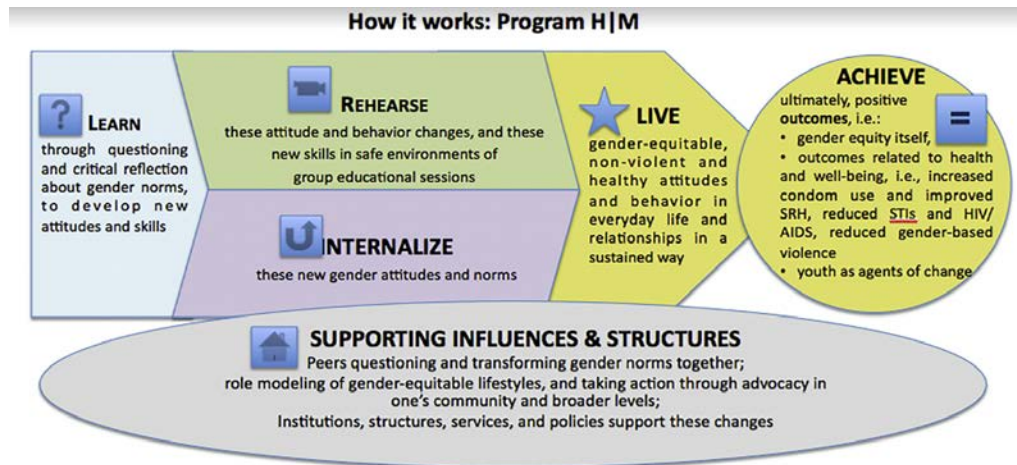 How it works: Program H|M
LEARN
through questioning
and critical reflection
about gender norms,
to develop new
attitudes and skills
REHEARSE
these attitude and behavior changes, and these
new skills in safe environments of
group educational sessions
INTERNALIZE
these new gender attitudes and norms
LIVE
gender-equitable,
non-violent and
healthy attitudes
and behavior in
everyday life and
relationships in a
sustained way
ACHIEVE
ultimately, positive
outcomes, i.e.:
• gender equity itself,
• outcomes related to health
and well-being, i.e., increased
condom use and improved
SRH, reduced STIs and HIV/
AIDS, reduced gender-based
violence
• youth as agents of change
SUPPORTING INFLUENCES & STRUCTURES
Peers questioning and transforming gender norms together;
role modeling of gender-equitable lifestyles, and taking action through advocacy in
one's community and broader levels;
Institutions, structures, services, and policies support these changes